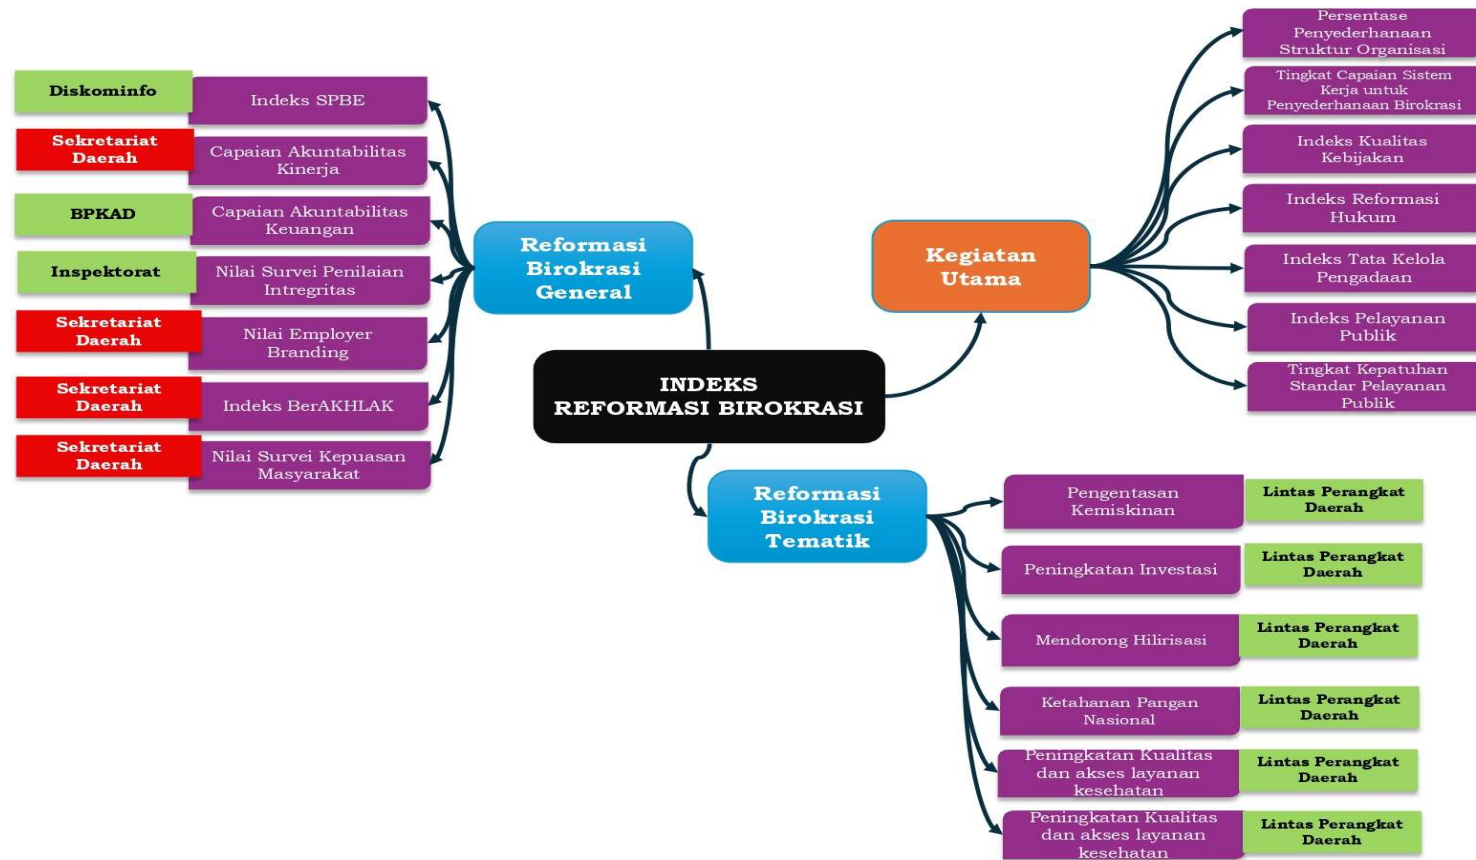 Diskominfo
Indeks SPBE
Sekretariat
Daerah
Capaian Akuntabilitas
Kinerja
BPKAD
Capaian Akuntabilitas
Keuangan
Inspektorat
Nilai Survei Penilaian
Intregritas
Sekretariat
Daerah
Nilai Employer
Branding
Sekretariat
Daerah
Indeks BerAKHLAK
Sekretariat
Daerah
Nilai Survei Kepuasan
Masyarakat
Reformasi
Birokrasi
General
INDEKS
REFORMASI BIROKRASI
Kegiatan
Utama
Persentase
Penyederhanaan
Struktur Organisasi
Tingkat Capaian Sistem
Kerja untuk
Penyederhanaan Birokrasi
Indeks Kualitas
Kebijakan
Indeks Reformasi
Hukum
Indeks Tata Kelola
Pengadaan
Indeks Pelayanan
Publik
Tingkat Kepatuhan
Standar Pelayanan
Publik
Reformasi
Birokrasi
Tematik
Pengentasan
Kemiskinan
Lintas Perangkat
Daerah
Peningkatan Investasi
Lintas Perangkat
Daerah
Mendorong Hilirisasi
Lintas Perangkat
Daerah
Ketahanan Pangan
Nasional
Lintas Perangkat
Daerah
Peningkatan Kualitas
dan akses layanan
kesehatan
Lintas Perangkat
Daerah
Peningkatan Kualitas
dan akses layanan
kesehatan
Lintas Perangkat
Daerah